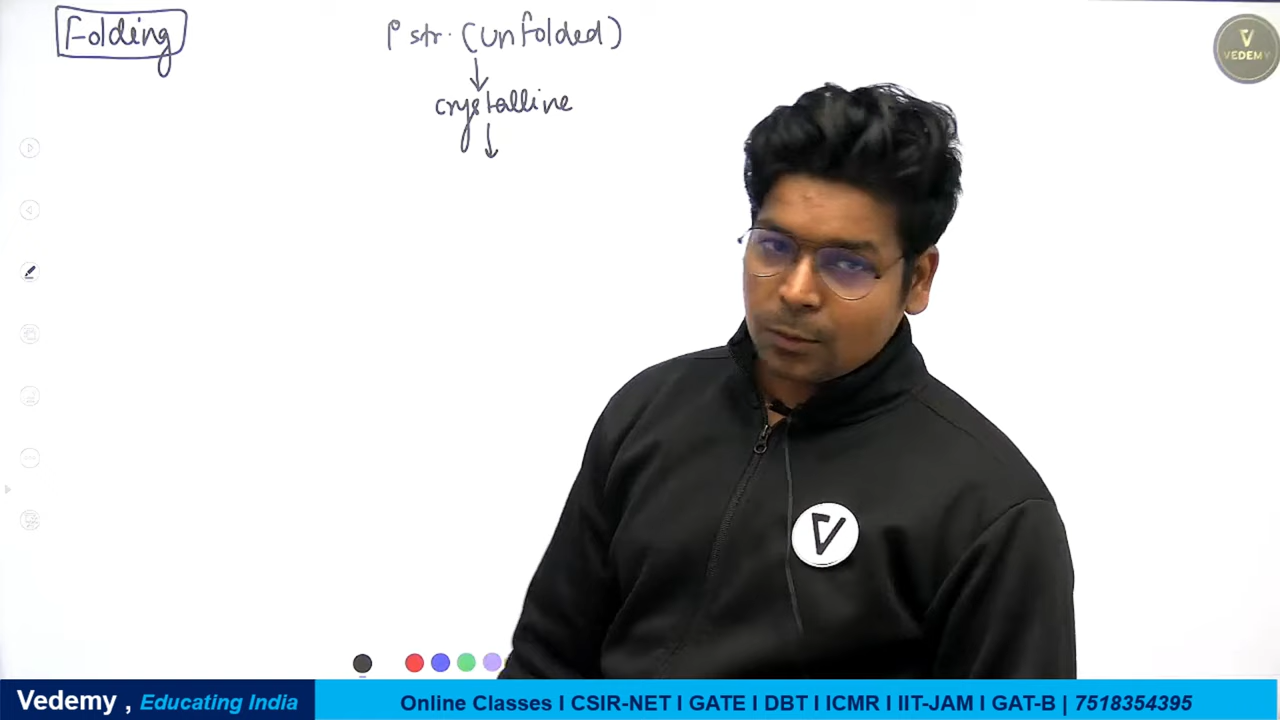 Folding
1° str. (unfolded)
↓
crystalline
↓
VEDEMY
Vedemy , Educating India
Online Classes I CSIR-NET I GATE I DBT I ICMR I IIT-JAM I GAT-B | 7518354395